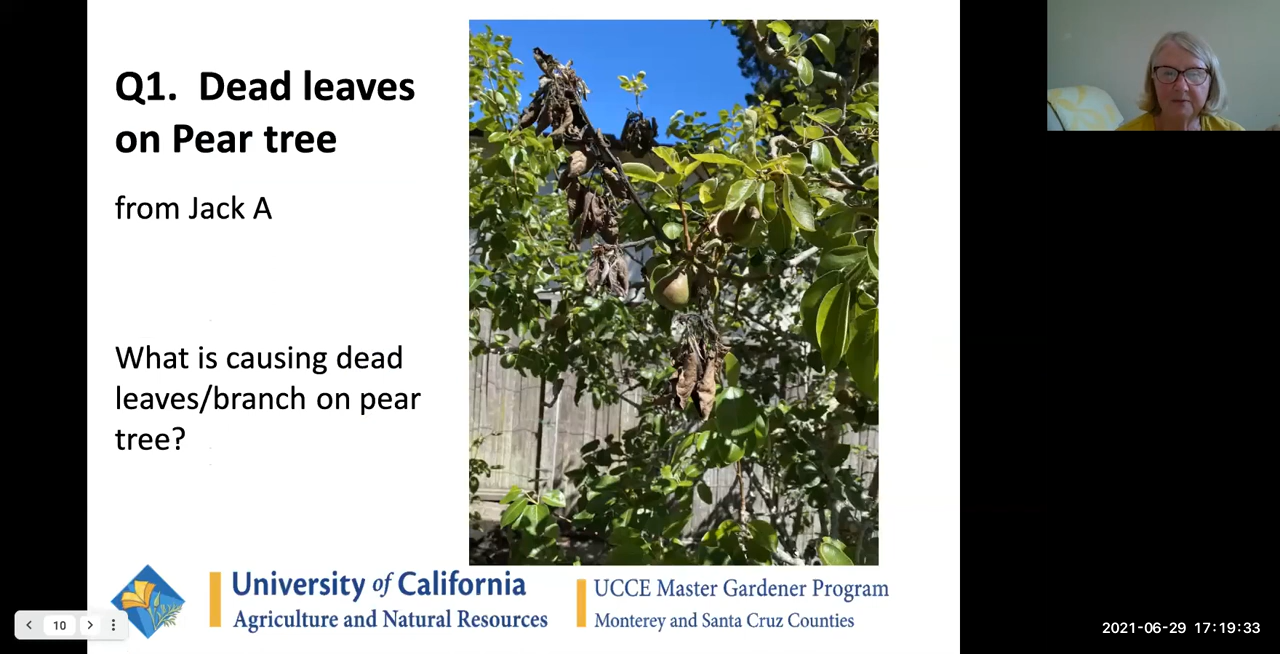 Q1. Dead leaves
on Pear tree
from Jack A
What is causing dead
leaves/branch on pear
tree?
University of California
Agriculture and Natural Resources
UCCE Master Gardener Program
Monterey and Santa Cruz Counties
10
2021-06-29 17:19:33